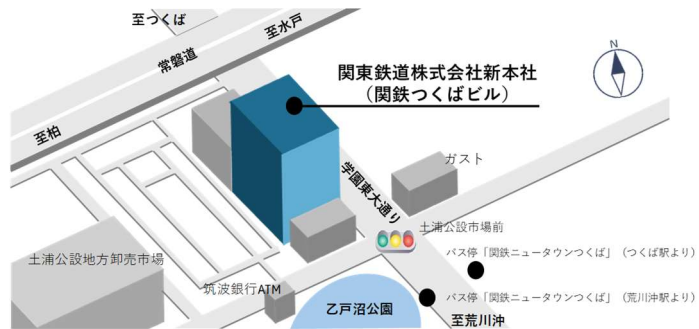 至つくば
至水戸
常磐道
至柏
関東鉄道株式会社新本社
（関鉄つくばビル）
N
学園東大通り
ガスト
土浦公設市場前
土浦公設地方卸売市場
バス停「関鉄ニュータウンつくば」（つくば駅より）
筑波銀行ATM
バス停「関鉄ニュータウンつくば」（荒川沖駅より）
乙戸沼公園
至荒川沖